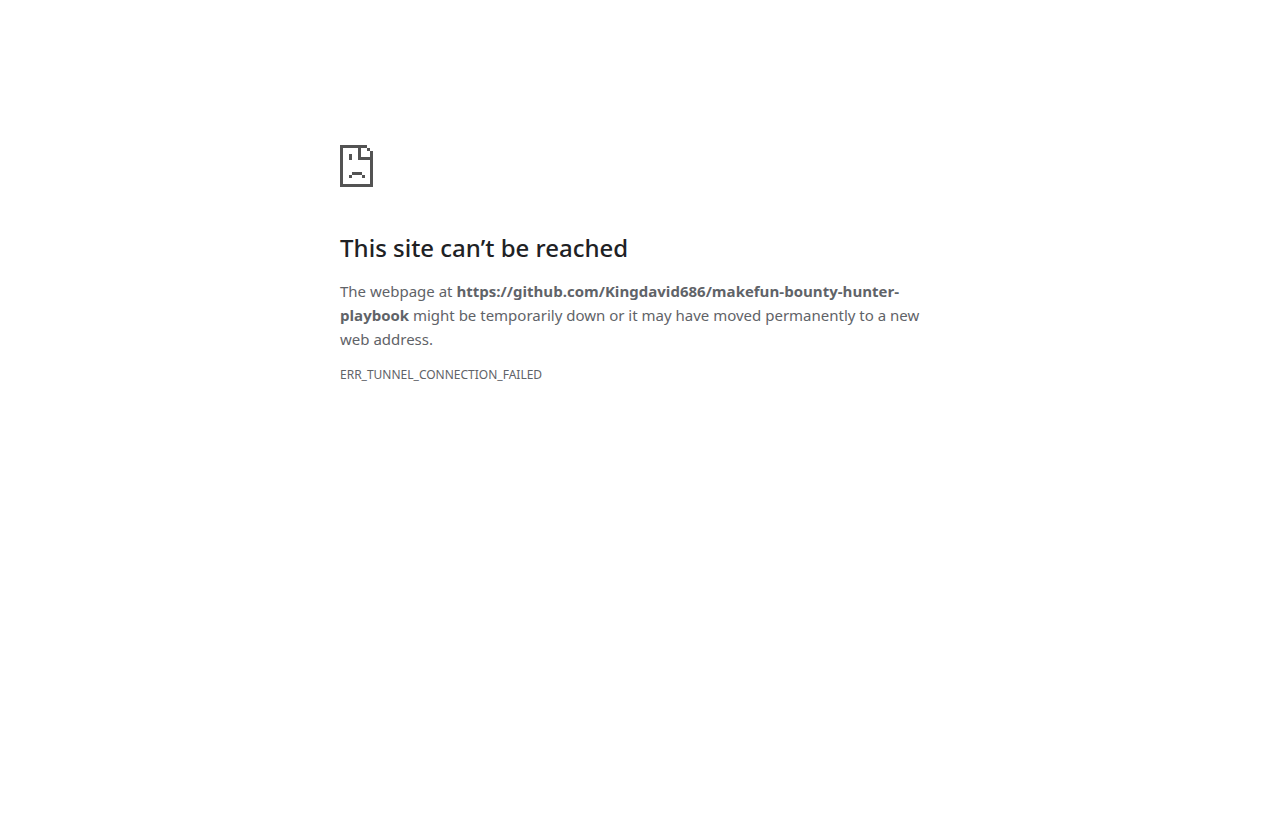 This site can’t be reached
The webpage at https://github.com/Kingdavid686/makefun-bounty-hunter-
playbook might be temporarily down or it may have moved permanently to a new
web address.
ERR_TUNNEL_CONNECTION_FAILED